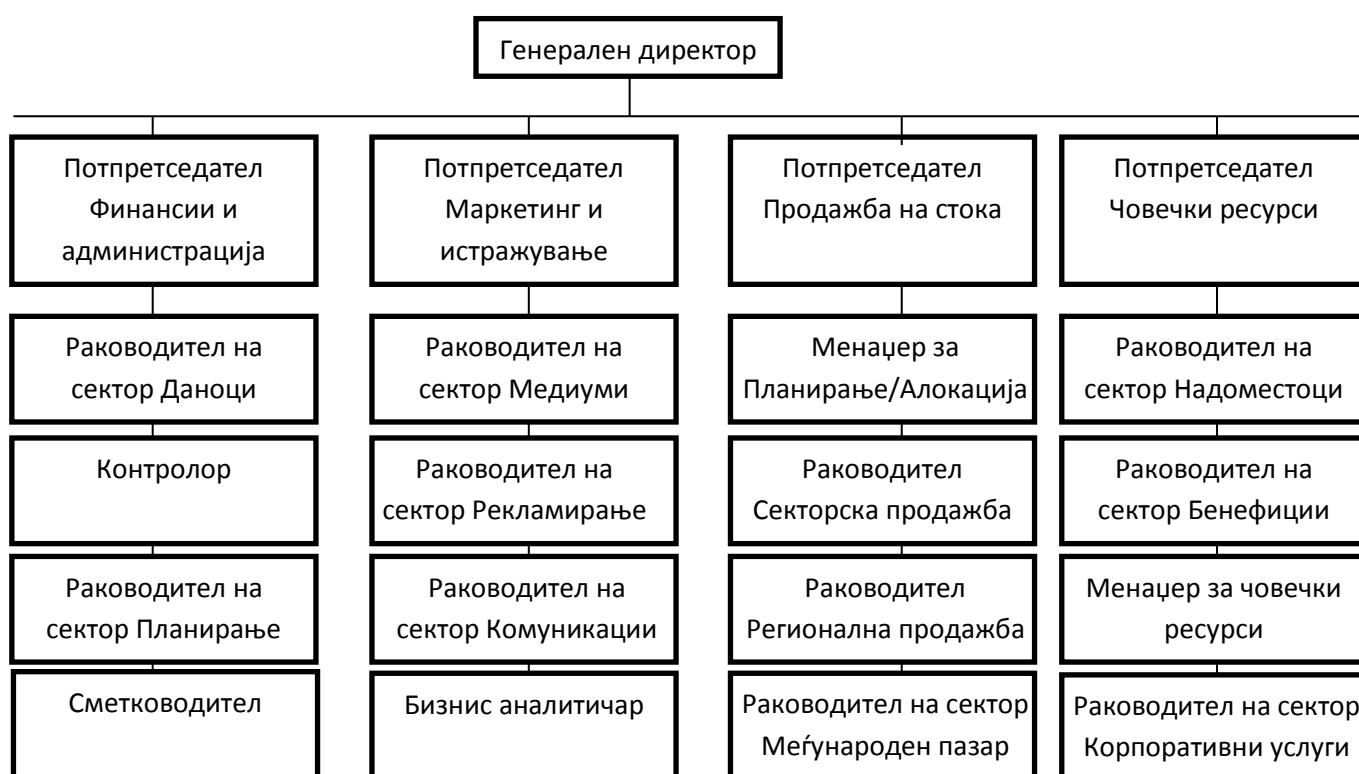 Генерален директор
Потпретседател
Финансии и
администрација
Потпретседател
Маркетинг и
истражување
Потпретседател
Продажба на стока
Потпретседател
Човечки ресурси
Раководител на
сектор Даноци
Раководител на
сектор Медиуми
Менаџер за
Планирање/Алокација
Раководител на
сектор Надоместоци
Контролор
Раководител на
сектор Рекламирање
Раководител
Секторска продажба
Раководител на
сектор Бенефиции
Раководител на
сектор Планирање
Раководител на
сектор Комуникации
Раководител
Регионална продажба
Менаџер за човечки
ресурси
Сметководител
Бизнис аналитичар
Раководител на сектор
Меѓународен пазар
Раководител на сектор
Корпоративни услуги